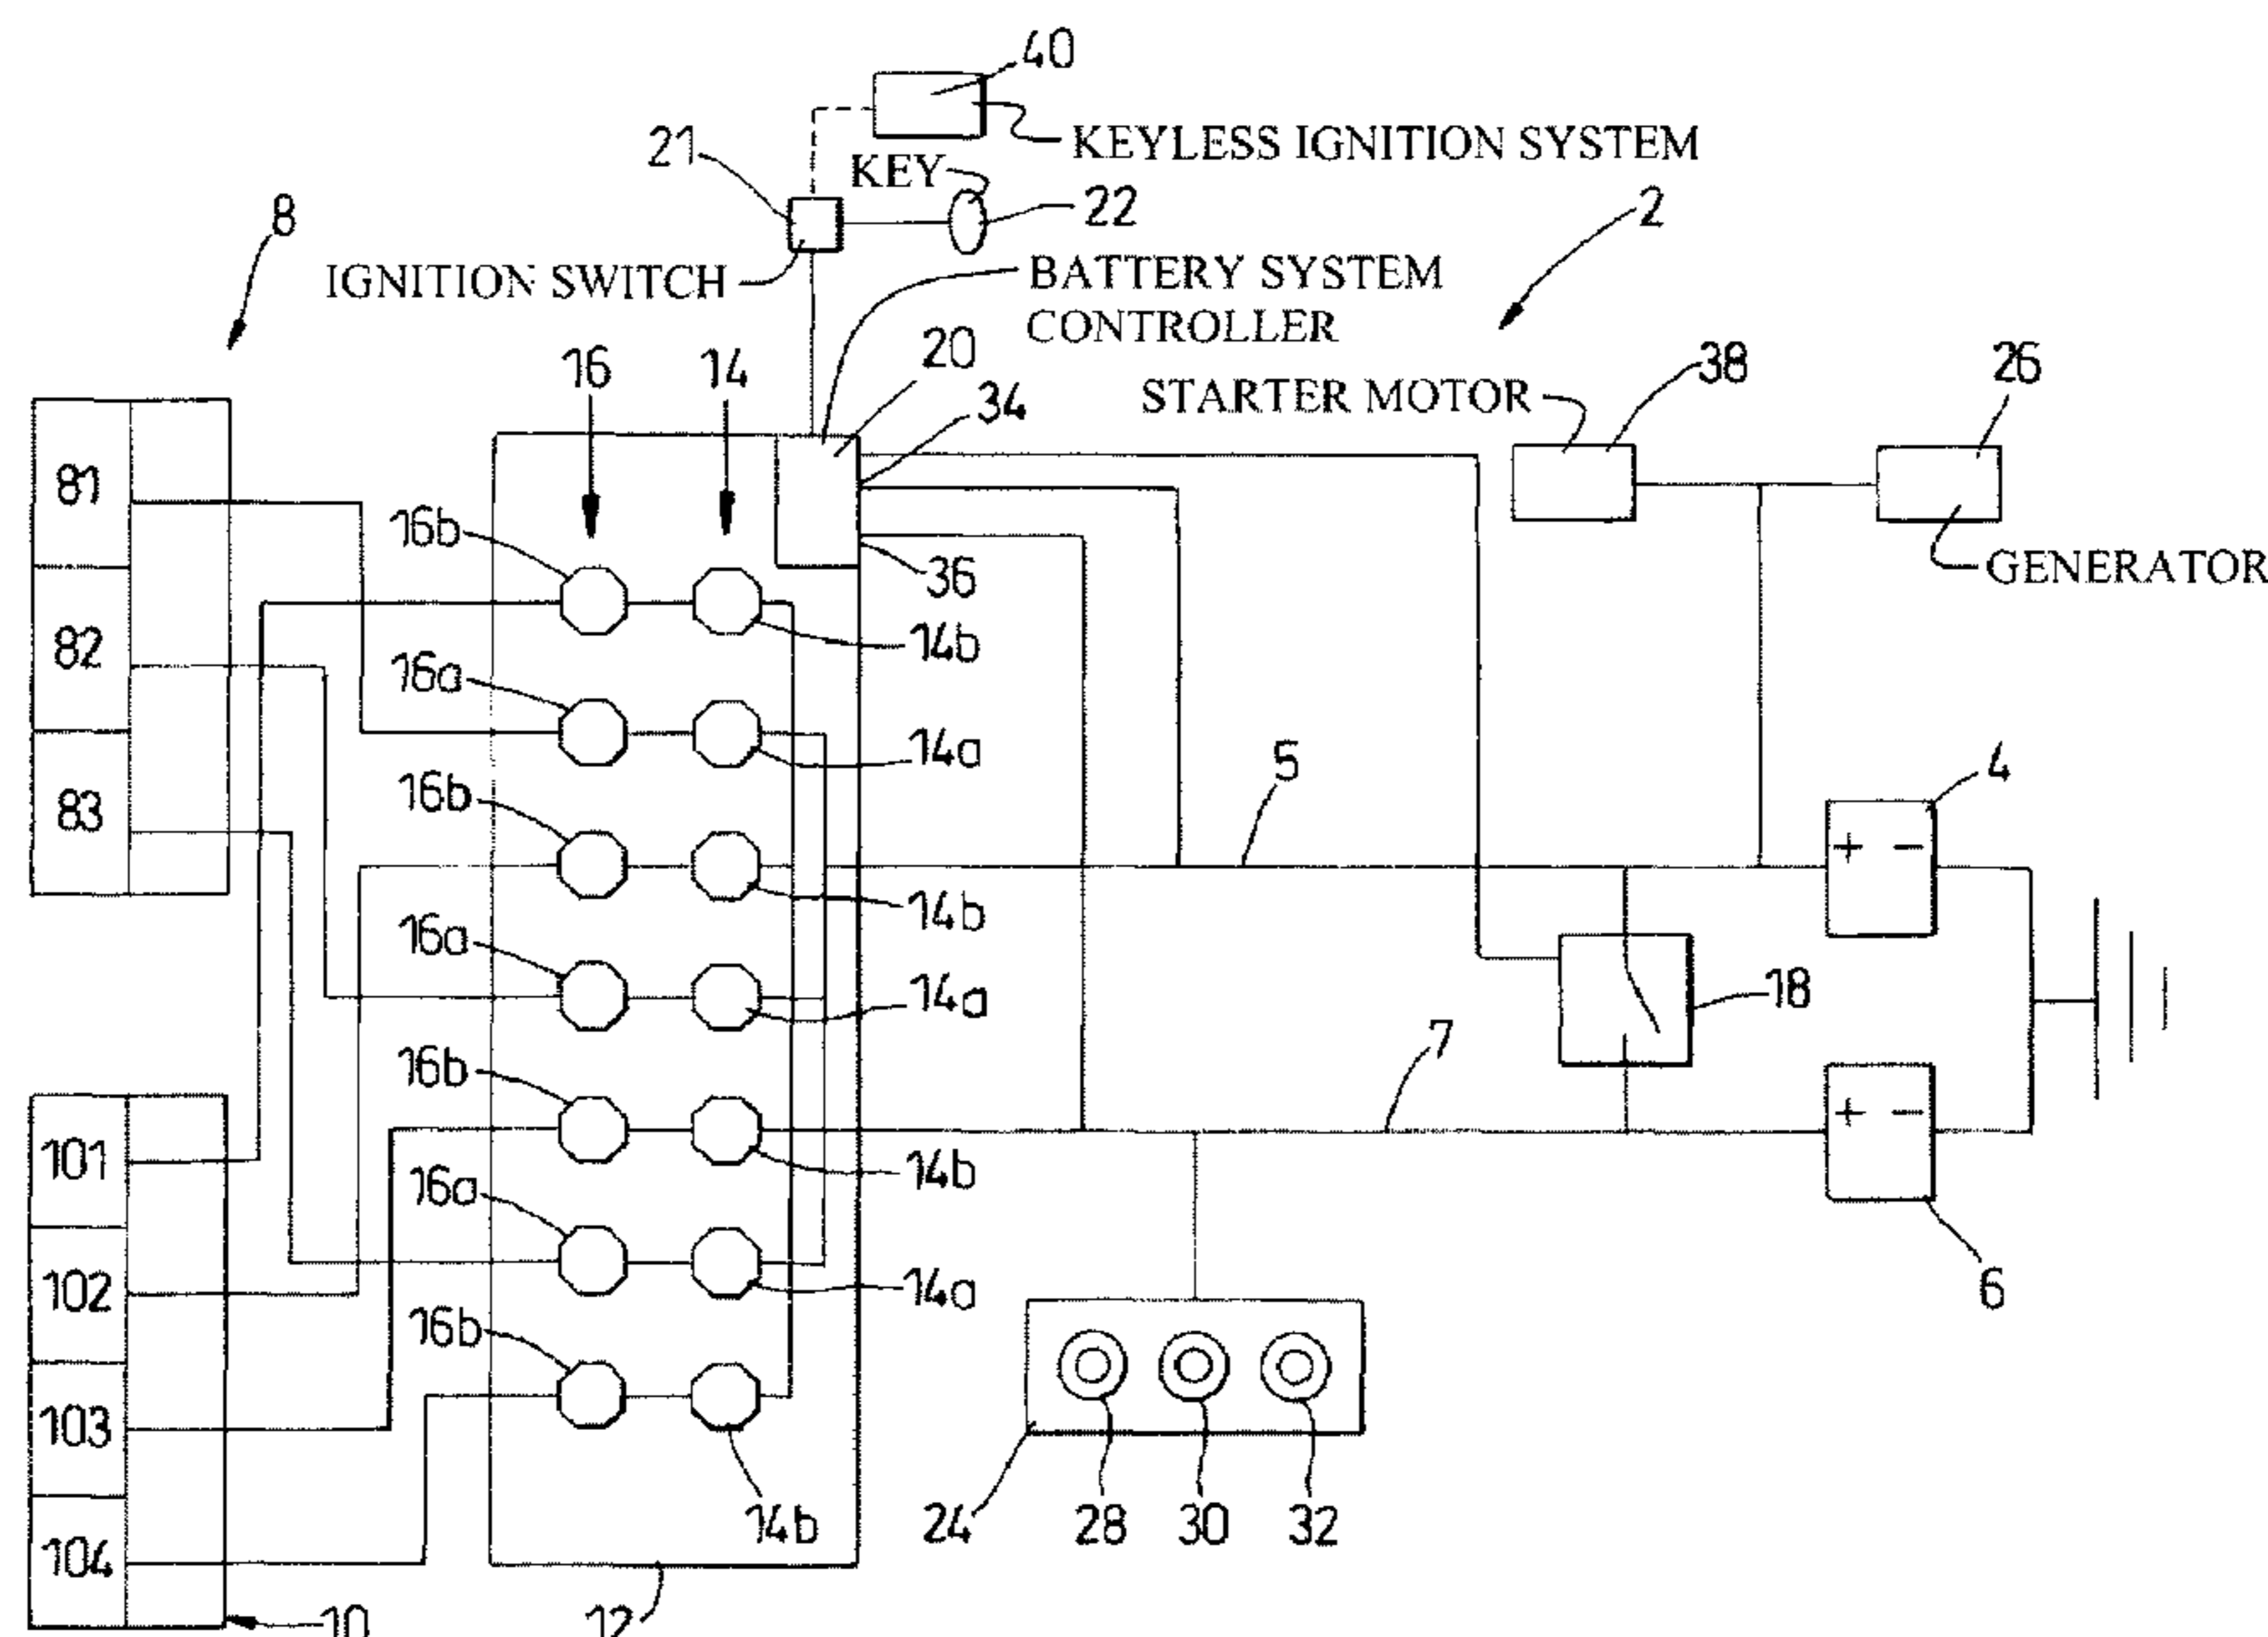 40
KEYLESS IGNITION SYSTEM
21
KEY
22
2
8
IGNITION SWITCH
BATTERY SYSTEM
CONTROLLER
20
16
14
34
STARTER MOTOR
38
26
81
16b
36
GENERATOR
82
14b
16a
14a
5
4
83
16b
14b
16a
14a
18
16b
7
101
+ -
+ -
14b
16a
102
14a
6
16b
103
104
14b
24
28
30
32
10
12